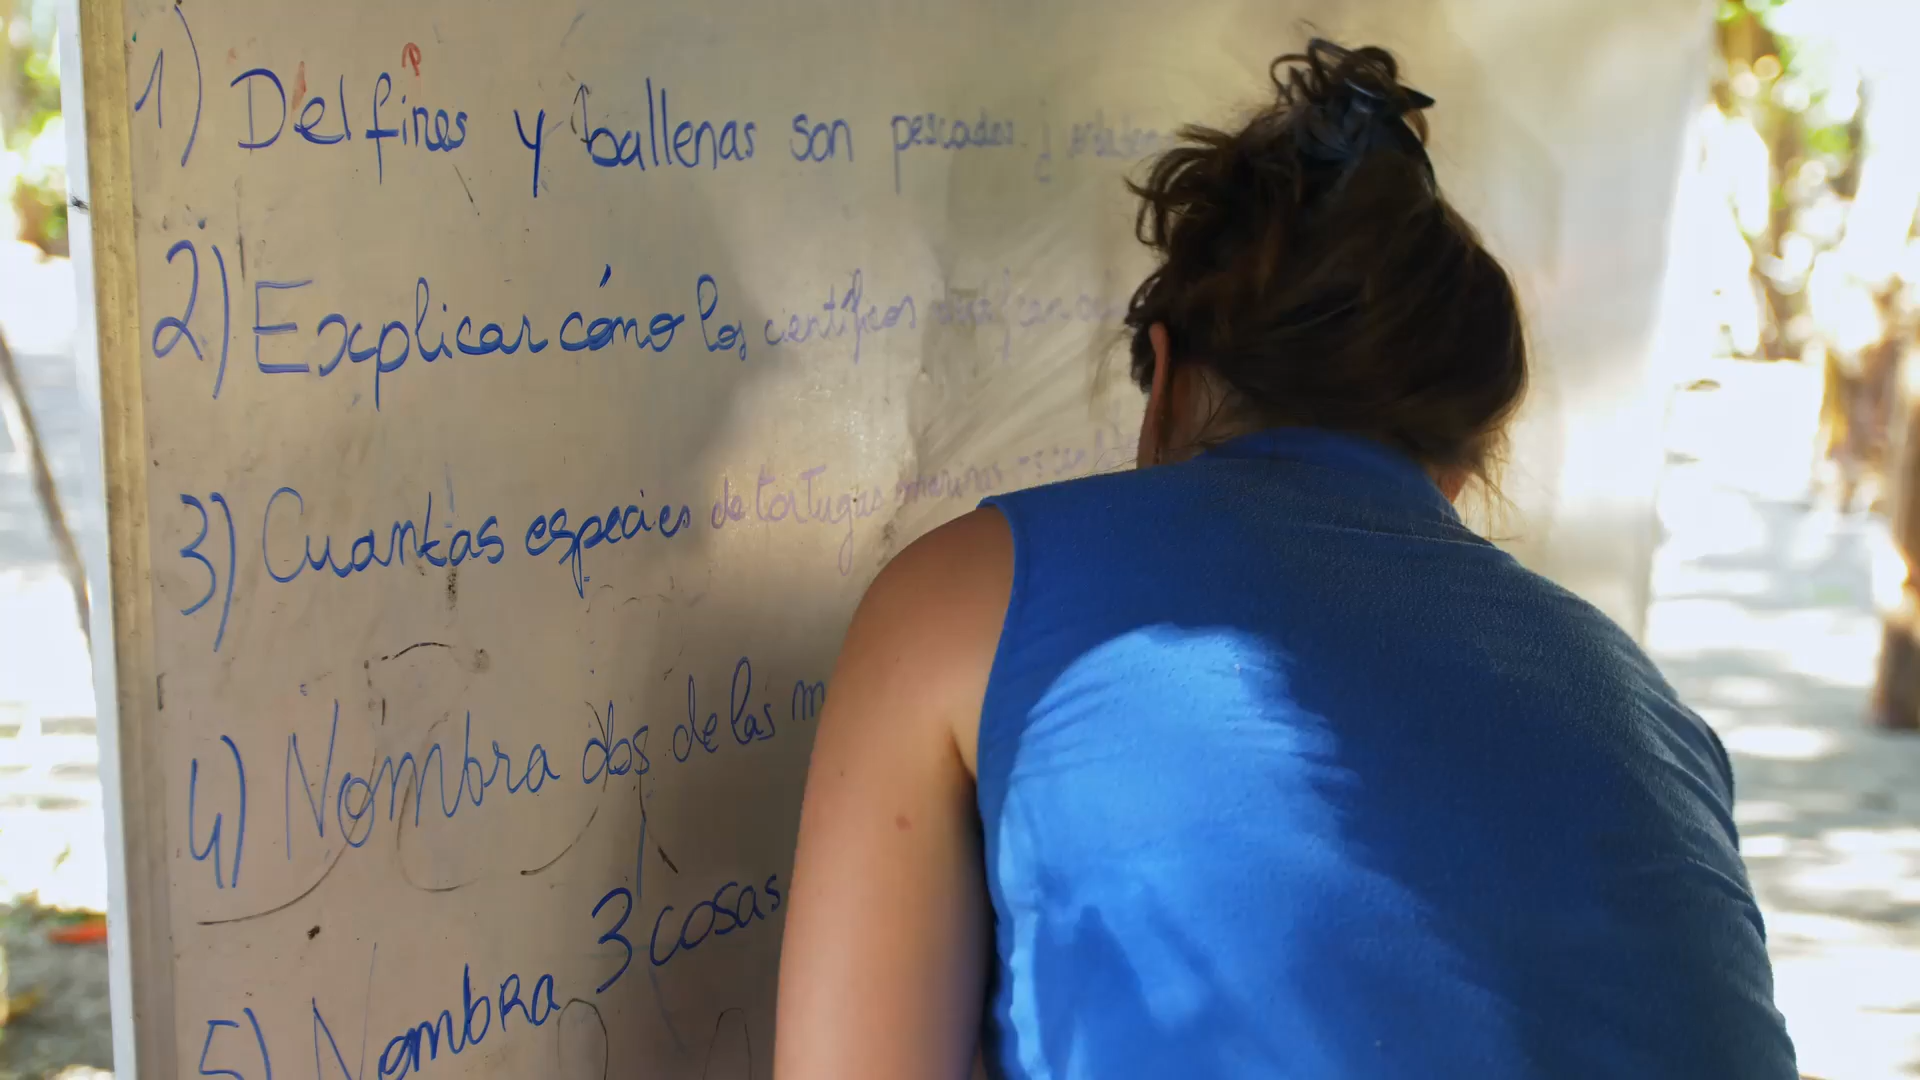 1) Delfines y ballenas son pescados. ¿
2) Explicar cómo los científicos
3) Cuantas especies de tortugas marinas
4) Nombra dos de las m
5) Nombra 3 cosas